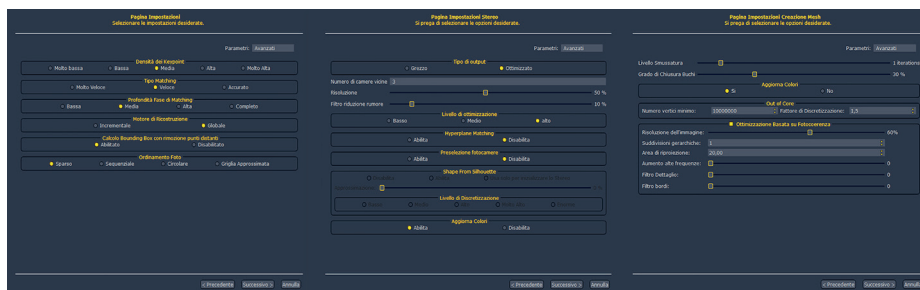 Pagina Impostazioni
Selezionare le impostazioni desiderate.
Parametri: Avanzati
Densità dei Keypoint
Molto bassa Bassa Media Alta Molto Alta
Tipo Matching
Molto Veloce Veloce Accurato
Profondità Fase di Matching
Bassa Media Alta Completo
Motore di Ricostruzione
Incrementale Globale
Calcolo Bounding Box con rimozione punti distanti
Abilitato Disabilitato
Ordinamento Foto
Sparso Sequenziale Circolare Griglia Approssimata
< Precedente Successivo > Annulla
Pagina Impostazioni Stereo
Si prega di selezionare le opzioni desiderate.
Parametri: Avanzati
Tipo di output
Grezzo Ottimizzato
Numero di camere vicine
Risoluzione 50 %
Filtro riduzione rumore 10 %
Livello di ottimizzazione
Basso Medio alto
Hyperplane Matching
Abilita Disabilita
Preselezione fotocamere
Abilita Disabilita
Shape From Silhouette
Livello di Discretizzazione
Aggiorna Colori
Abilita Disabilita
< Precedente Successivo > Annulla
Pagina Impostazioni Creazione Mesh
Si prega di selezionare le opzioni desiderate.
Parametri: Avanzati
Livello Smussatura 1 iterations
Grado di Chiusura Buchi 30 %
Aggiorna Colori
Si No
Out of Core
Numero vertici minimo: 10000000 Fattore di Discretizzazione: 1,5
Ottimizzazione Basata su Fotocoerenza
Risoluzione dell'immagine: 60%
Suddivisioni gerarchiche: 1
Area di riproiezione: 20,00
Aumento alte frequenze: 0
Filtro Dettaglio: 0
Filtro bordi: 0
< Precedente Successivo > Annulla